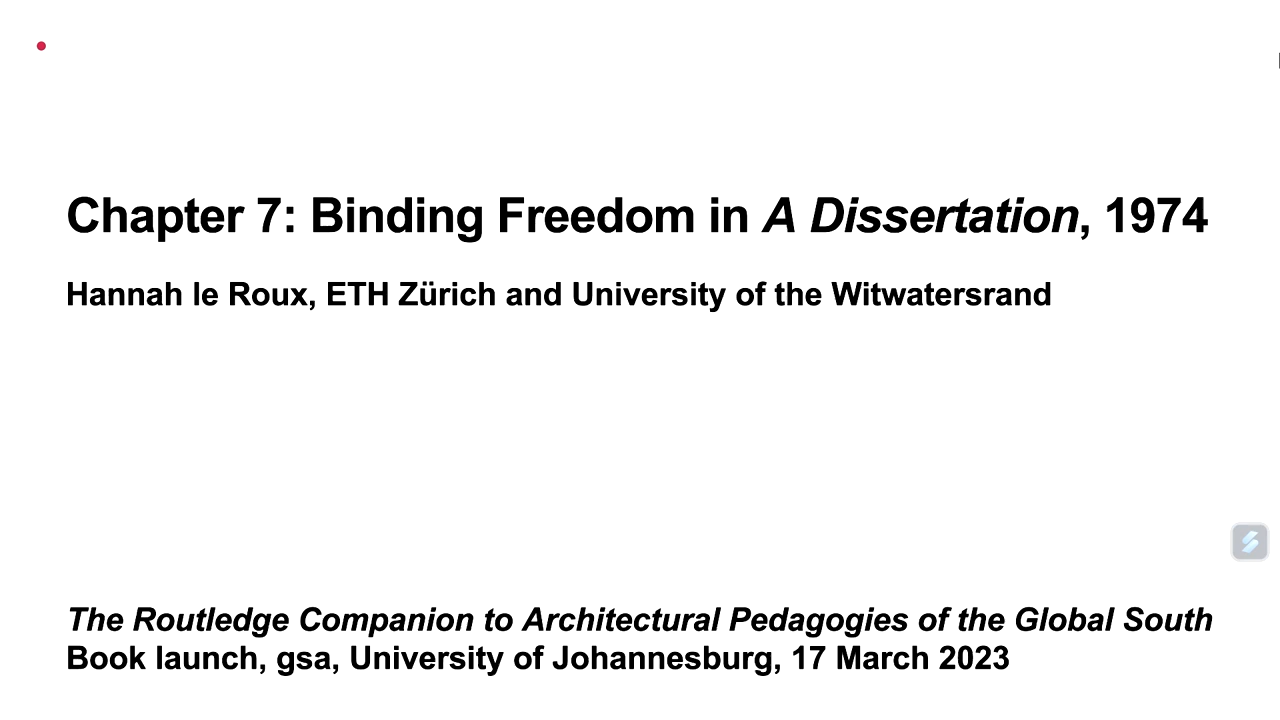 Chapter 7: Binding Freedom in A Dissertation, 1974
Hannah le Roux, ETH Zürich and University of the Witwatersrand
The Routledge Companion to Architectural Pedagogies of the Global South
Book launch, gsa, University of Johannesburg, 17 March 2023